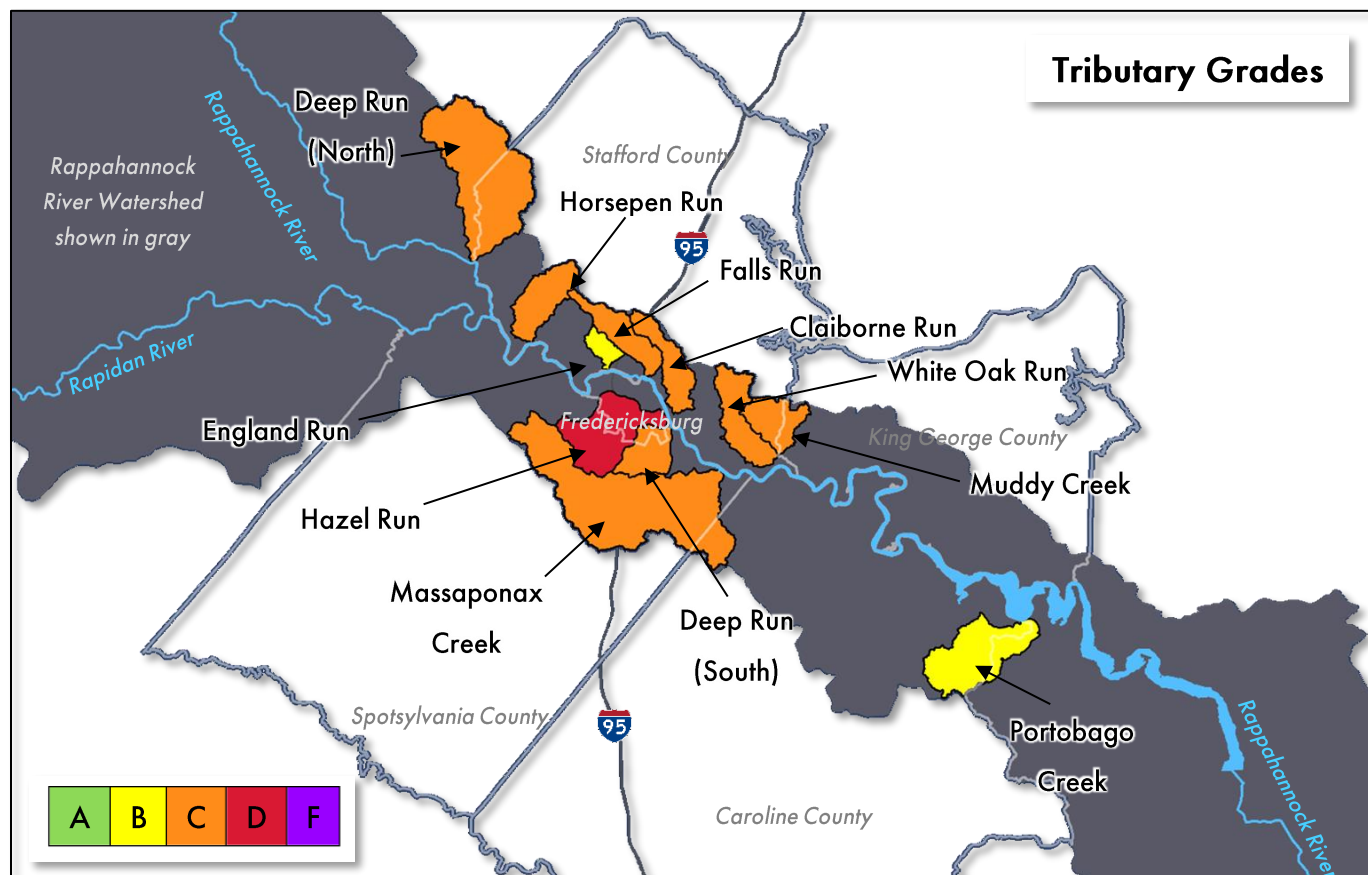 Tributary Grades
Deep Run
(North)
Rappahannock River
Rappahannock
River Watershed
shown in gray
Stafford County
Horsepen Run
95
Falls Run
Claiborne Run
Rapidan River
White Oak Run
England Run
Fredericksburg
King George County
Muddy Creek
Hazel Run
Massaponax
Creek
Deep Run
(South)
Spotsylvania County
95
Portobago
Creek
Rappahannock River
Caroline County
A B C D F